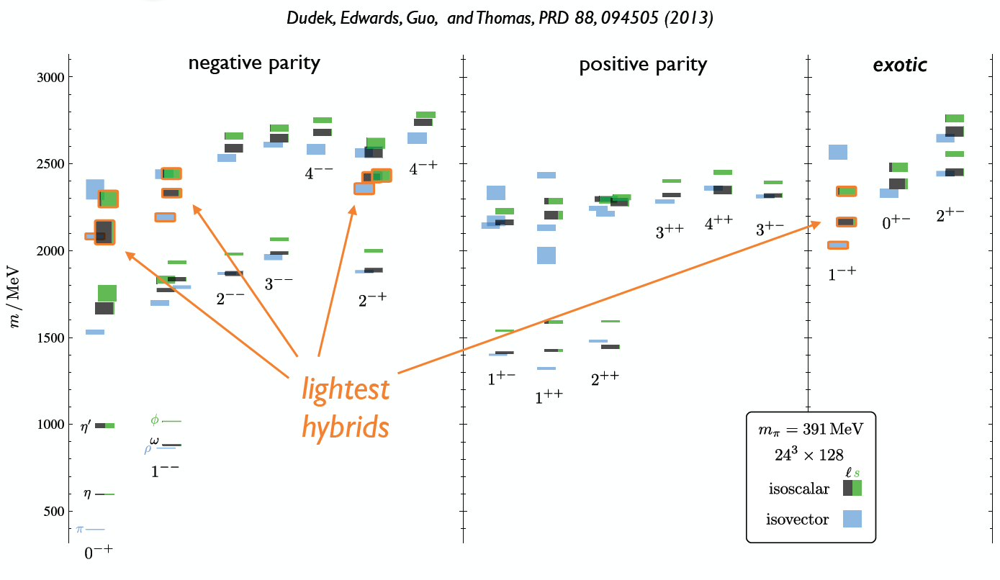 Dudek, Edwards, Guo, and Thomas, PRD 88, 094505 (2013)
negative parity
positive parity
exotic
3000
2500
2000
1500
1000
500
m / MeV
4⁻⁻
4⁻⁺
2⁻⁻
3⁻⁻
2⁻⁺
3⁺⁺
4⁺⁺
3⁺⁻
0⁺⁻
2⁺⁻
1⁻⁺
1⁺⁻
1⁺⁺
2⁺⁺
lightest
hybrids
η′
η
π
0⁻⁺
ϕ
ω
ρ
1⁻⁻
mπ = 391 MeV
24³ × 128
ℓ s
isoscalar
isovector